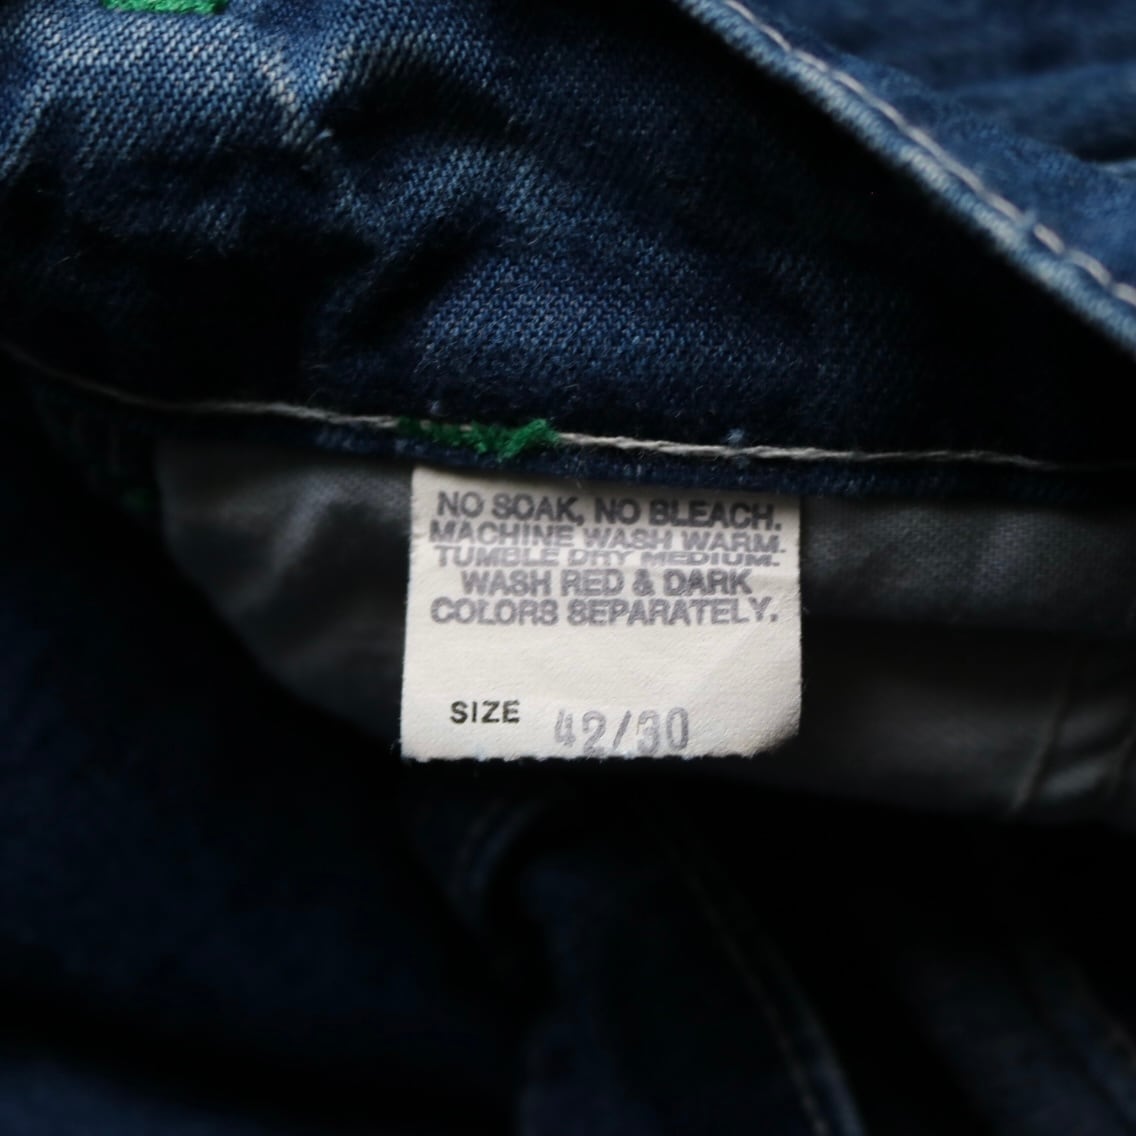 NO SOAK, NO BLEACH.
MACHINE WASH WARM.
TUMBLE DRY MEDIUM.
WASH RED & DARK
COLORS SEPARATELY.
SIZE 42/30